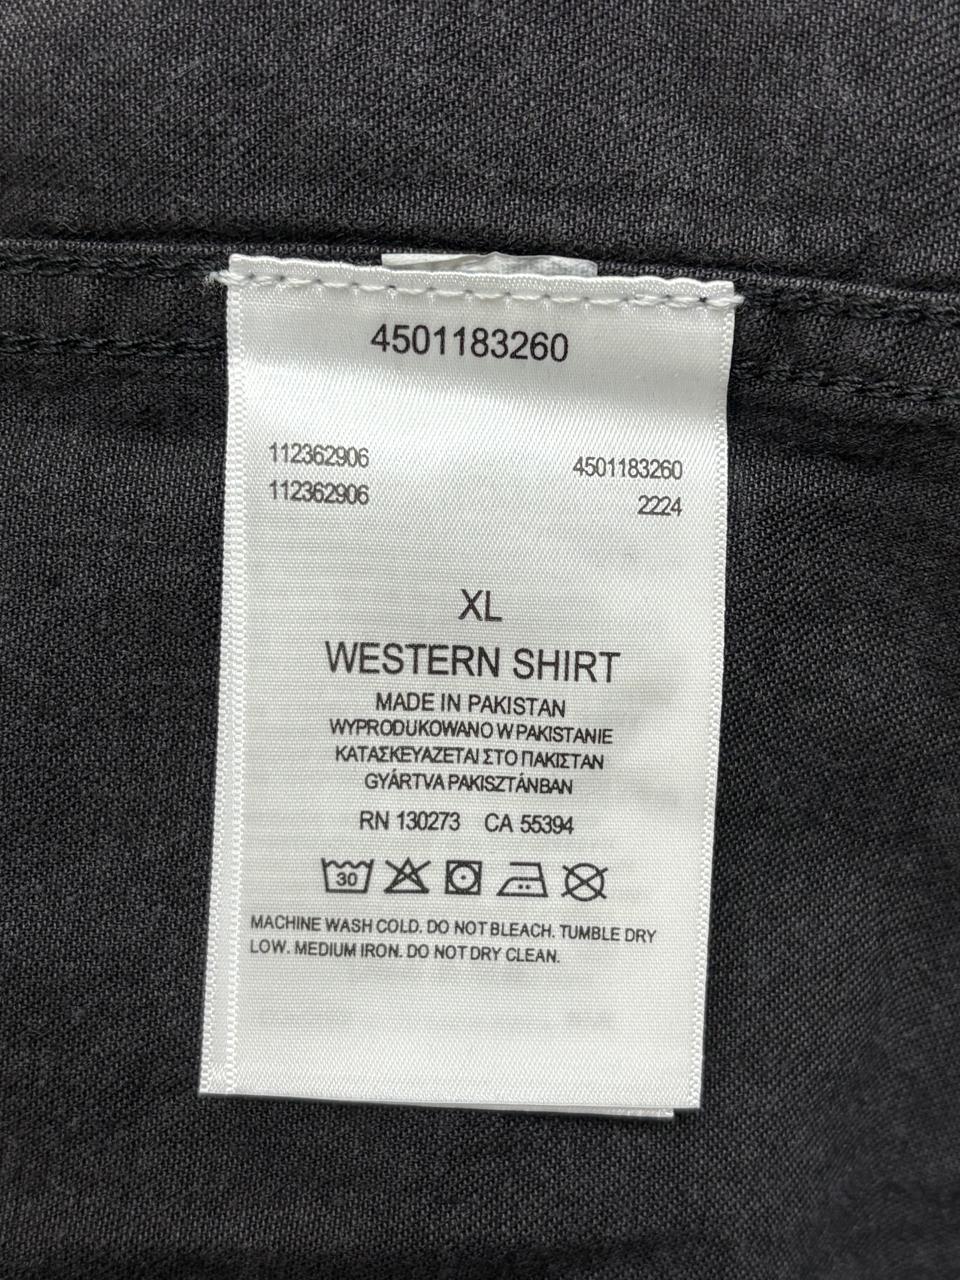 4501183260
112362906 4501183260
112362906 2224
XL
WESTERN SHIRT
MADE IN PAKISTAN
WYPRODUKOWANO W PAKISTANIE
ΚΑΤΑΣΚΕΥΑΖΕΤΑΙ ΣΤΟ ΠΑΚΙΣΤΑΝ
GYÁRTVA PAKISZTÁNBAN
RN 130273 CA 55394
30
MACHINE WASH COLD. DO NOT BLEACH. TUMBLE DRY
LOW. MEDIUM IRON. DO NOT DRY CLEAN.